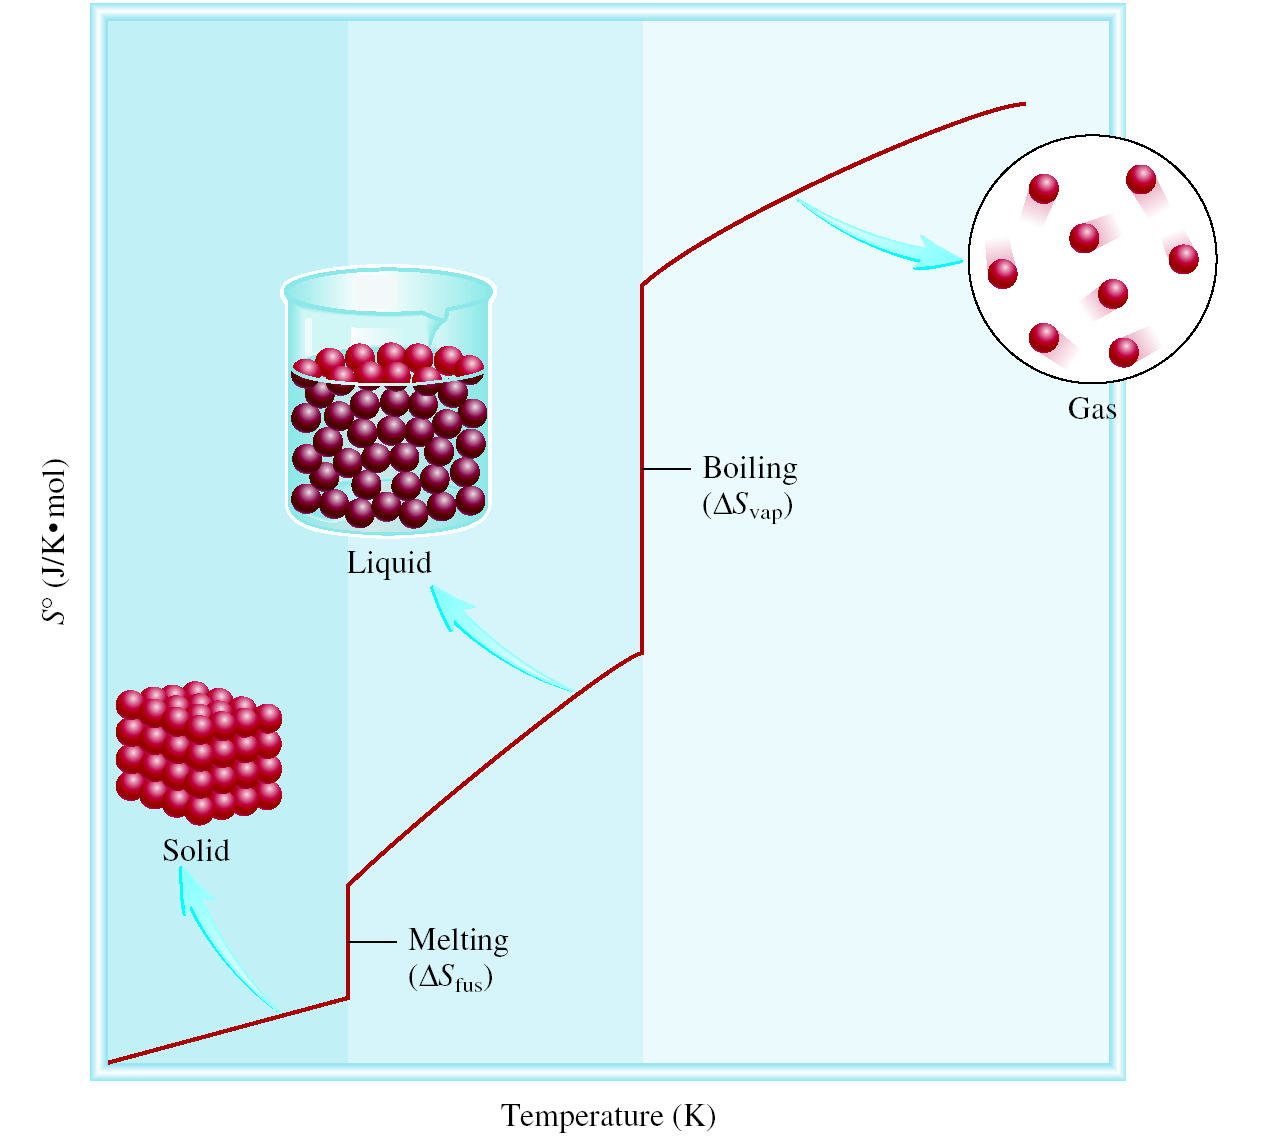 Gas
Boiling
(ΔSvap)
Liquid
S° (J/K•mol)
Solid
Melting
(ΔSfus)
Temperature (K)